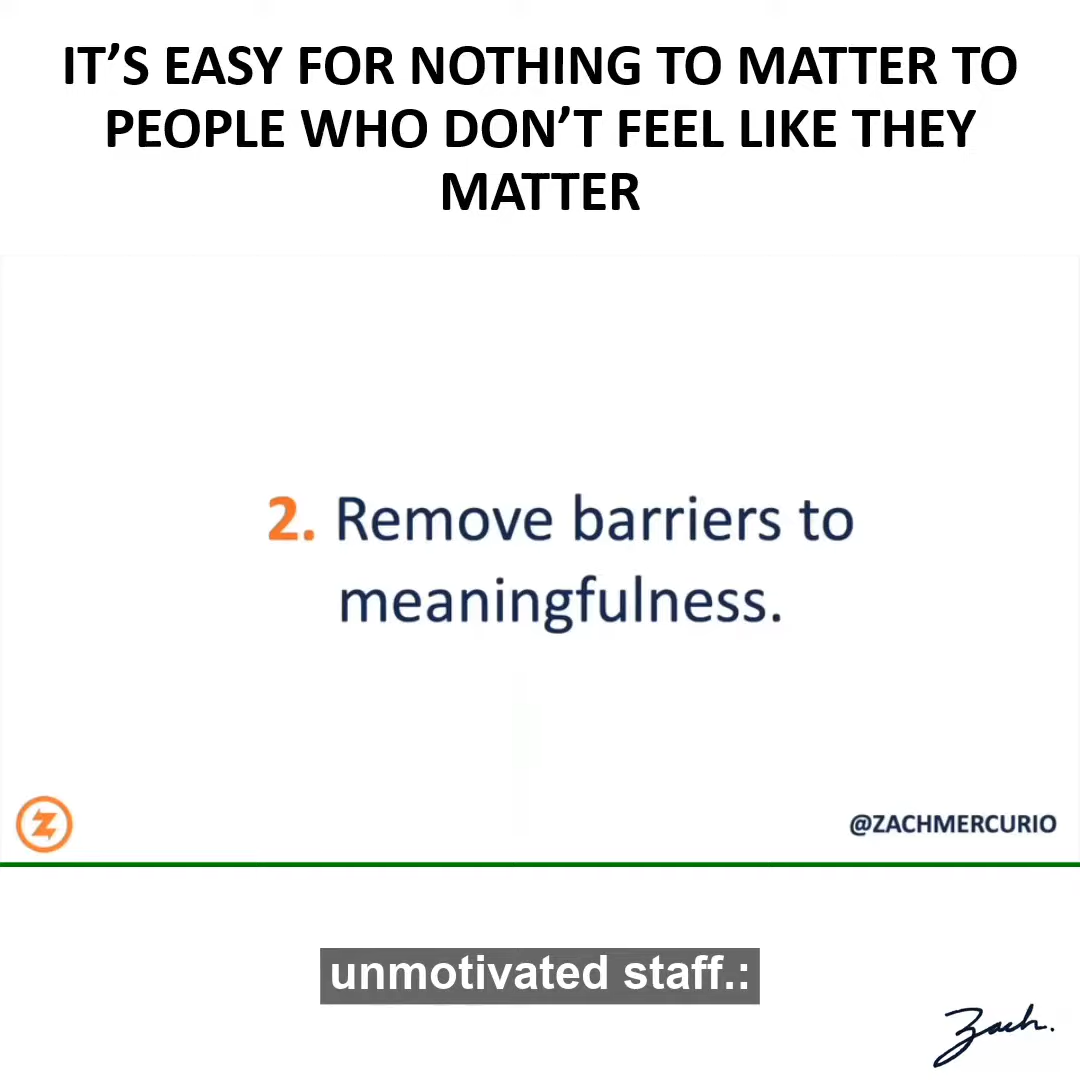 IT’S EASY FOR NOTHING TO MATTER TO
PEOPLE WHO DON’T FEEL LIKE THEY
MATTER
2. Remove barriers to
meaningfulness.
Z
@ZACHMERCURIO
unmotivated staff.:
Zach.